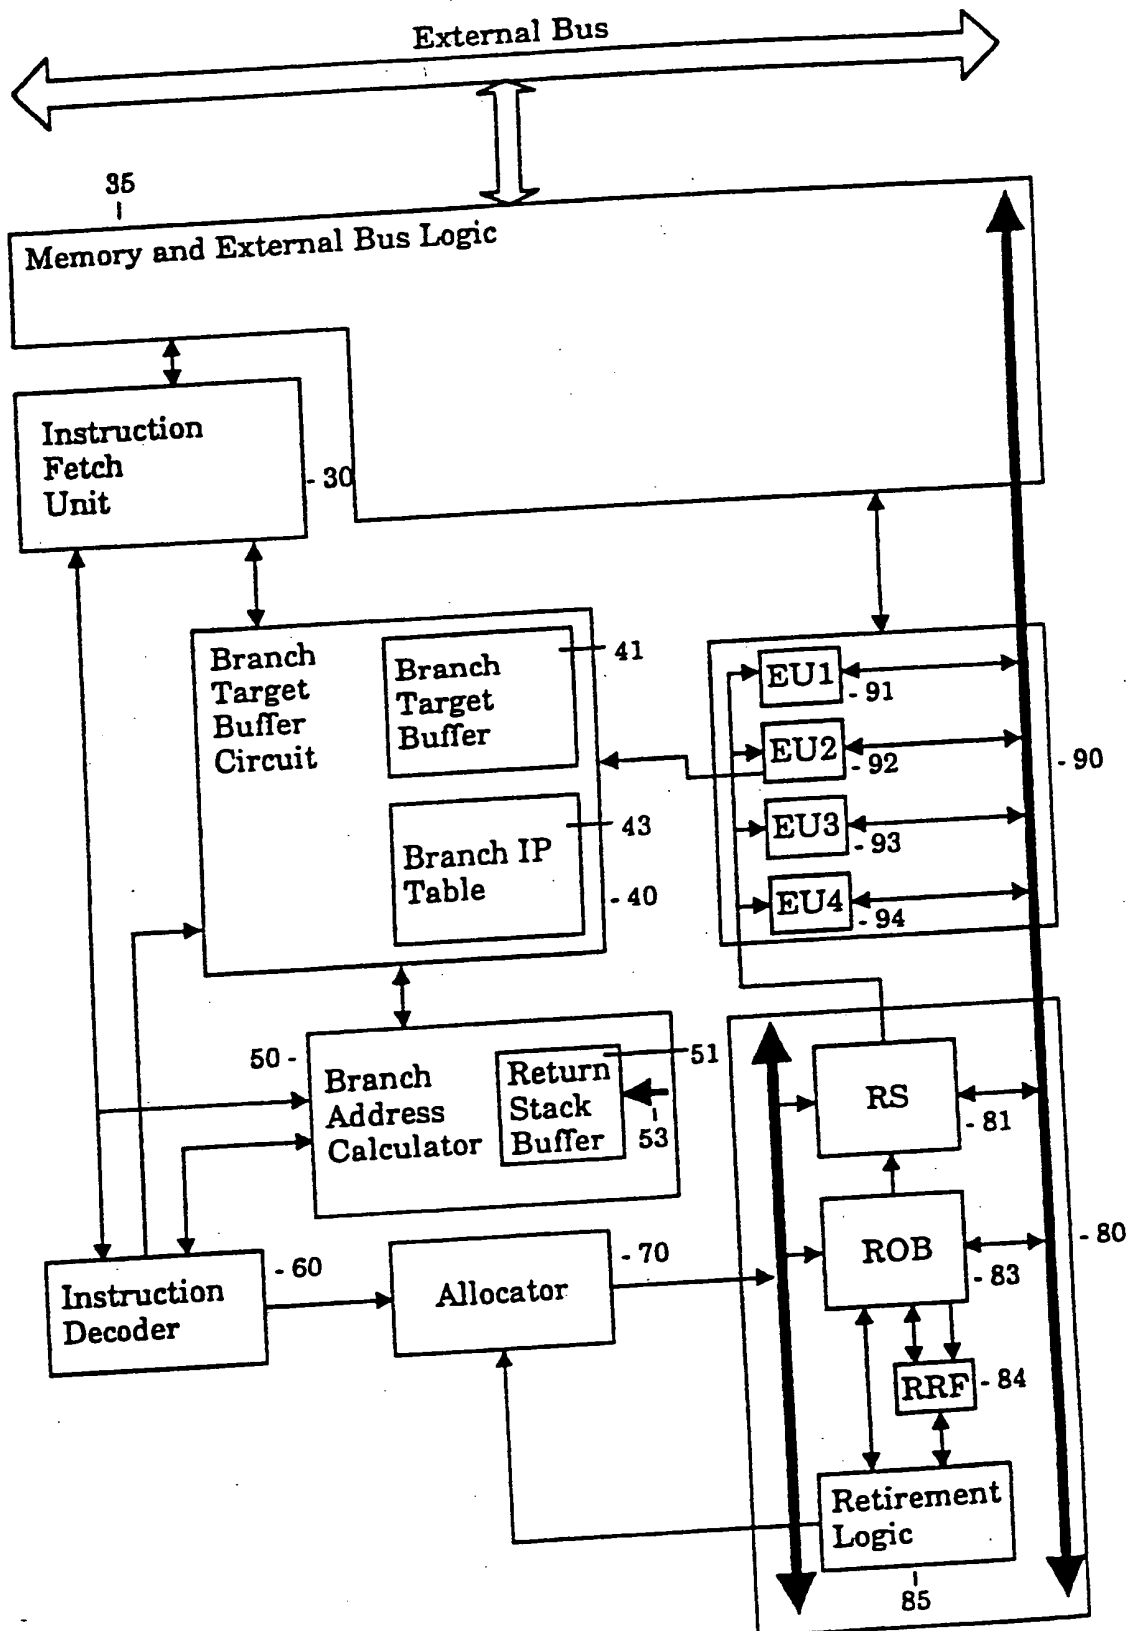 External Bus
35
Memory and External Bus Logic
Instruction
Fetch
Unit
- 30
Branch
Target
Buffer
Circuit
Branch
Target
Buffer
41
Branch IP
Table
43
- 40
EU1
- 91
EU2
- 92
EU3
- 93
EU4
- 94
- 90
50 -
Branch
Address
Calculator
Return
Stack
Buffer
51
53
RS
- 81
ROB
- 83
- 80
RRF
- 84
Retirement
Logic
85
Instruction
Decoder
- 60
Allocator
- 70